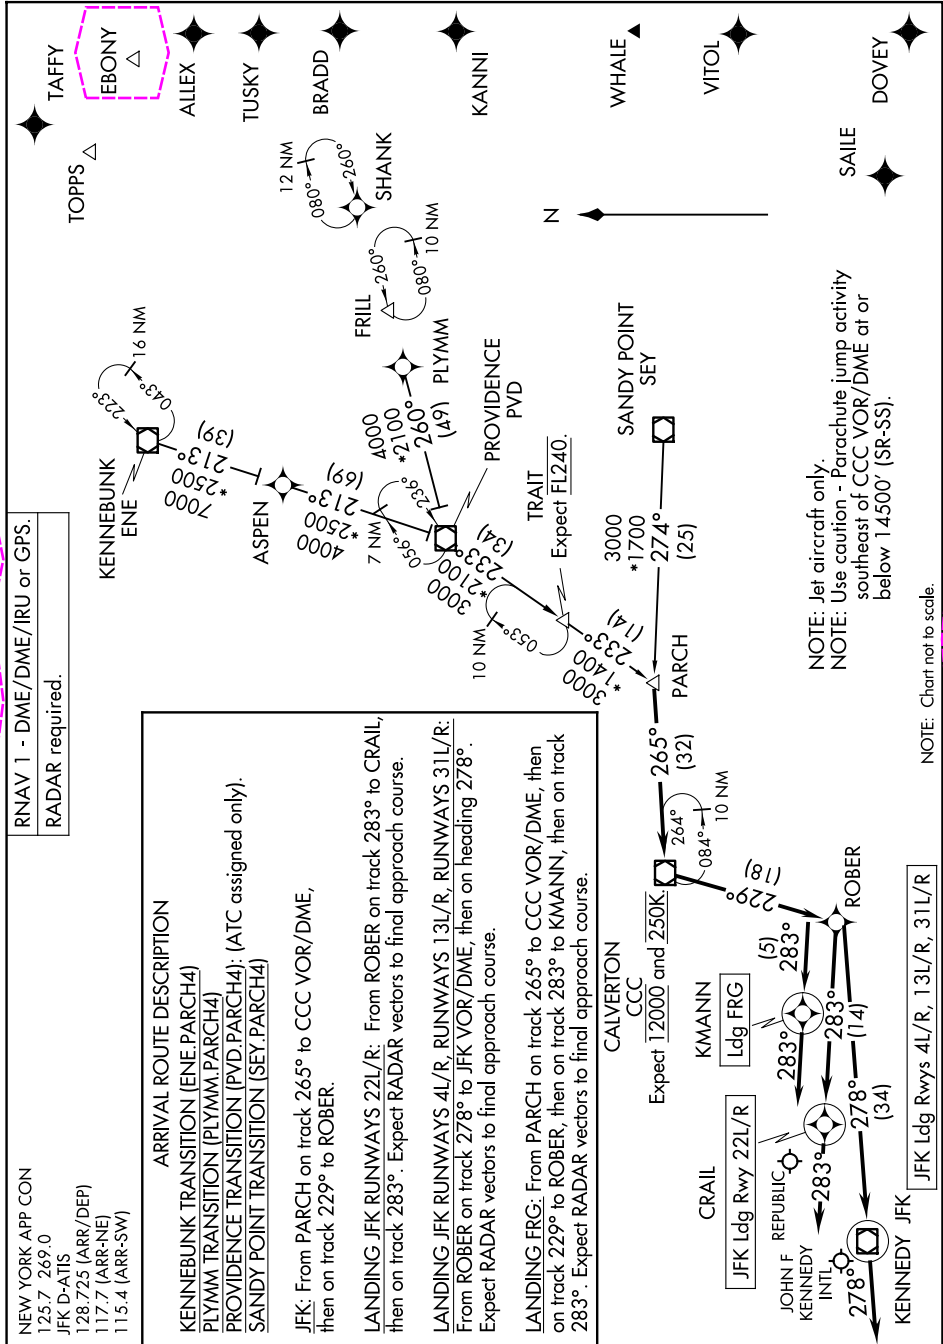 NEW YORK APP CON
125.7 269.0
JFK D-ATIS
128.725 (ARR/DEP)
117.7 (ARR-NE)
115.4 (ARR-SW)
RNAV 1 - DME/DME/IRU or GPS.
RADAR required.
ARRIVAL ROUTE DESCRIPTION
KENNEBUNK TRANSITION (ENE.PARCH4)
PLYMM TRANSITION (PLYMM.PARCH4)
PROVIDENCE TRANSITION (PVD.PARCH4): (ATC assigned only).
SANDY POINT TRANSITION (SEY.PARCH4)
JFK: From PARCH on track 265° to CCC VOR/DME,
then on track 229° to ROBER.
LANDING JFK RUNWAYS 22L/R: From ROBER on track 283° to CRAIL,
then on track 283°. Expect RADAR vectors to final approach course.
LANDING JFK RUNWAYS 4L/R, RUNWAYS 13L/R, RUNWAYS 31L/R:
From ROBER on track 278° to JFK VOR/DME, then on heading 278°.
Expect RADAR vectors to final approach course.
LANDING FRG: From PARCH on track 265° to CCC VOR/DME, then
on track 229° to ROBER, then on track 283° to KMANN, then on track
283°. Expect RADAR vectors to final approach course.
TAFFY
EBONY
TOPPS
ALLEX
TUSKY
BRADD
KANNI
WHALE
VITOL
DOVEY
SAILE
12 NM
080°
260°
SHANK
N
FRILL
260°
080°
10 NM
KENNEBUNK
ENE
223°
043°
16 NM
7000
*2500
213°
(39)
ASPEN
4000
*2500
213°
(69)
PLYMM
4000
*2100
260°
(49)
PROVIDENCE
PVD
7 NM
056°
236°
3000
*2100
233°
(34)
TRAIT
Expect FL240.
10 NM
053°
3000
*1400
233°
(14)
SANDY POINT
SEY
3000
*1700
274°
(25)
PARCH
265°
(32)
264°
084°
10 NM
CALVERTON
CCC
Expect 12000 and 250K
229°
(18)
ROBER
(5)
283°
KMANN
Ldg FRG
283°
283°
(14)
CRAIL
JFK Ldg Rwy 22L/R
283°
REPUBLIC
JOHN F
KENNEDY
INTL
278°
(34)
278°
KENNEDY JFK
JFK Ldg Rwys 4L/R, 13L/R, 31L/R
NOTE: Jet aircraft only.
NOTE: Use caution - Parachute jump activity
southeast of CCC VOR/DME at or
below 14500' (SR-SS).
NOTE: Chart not to scale.